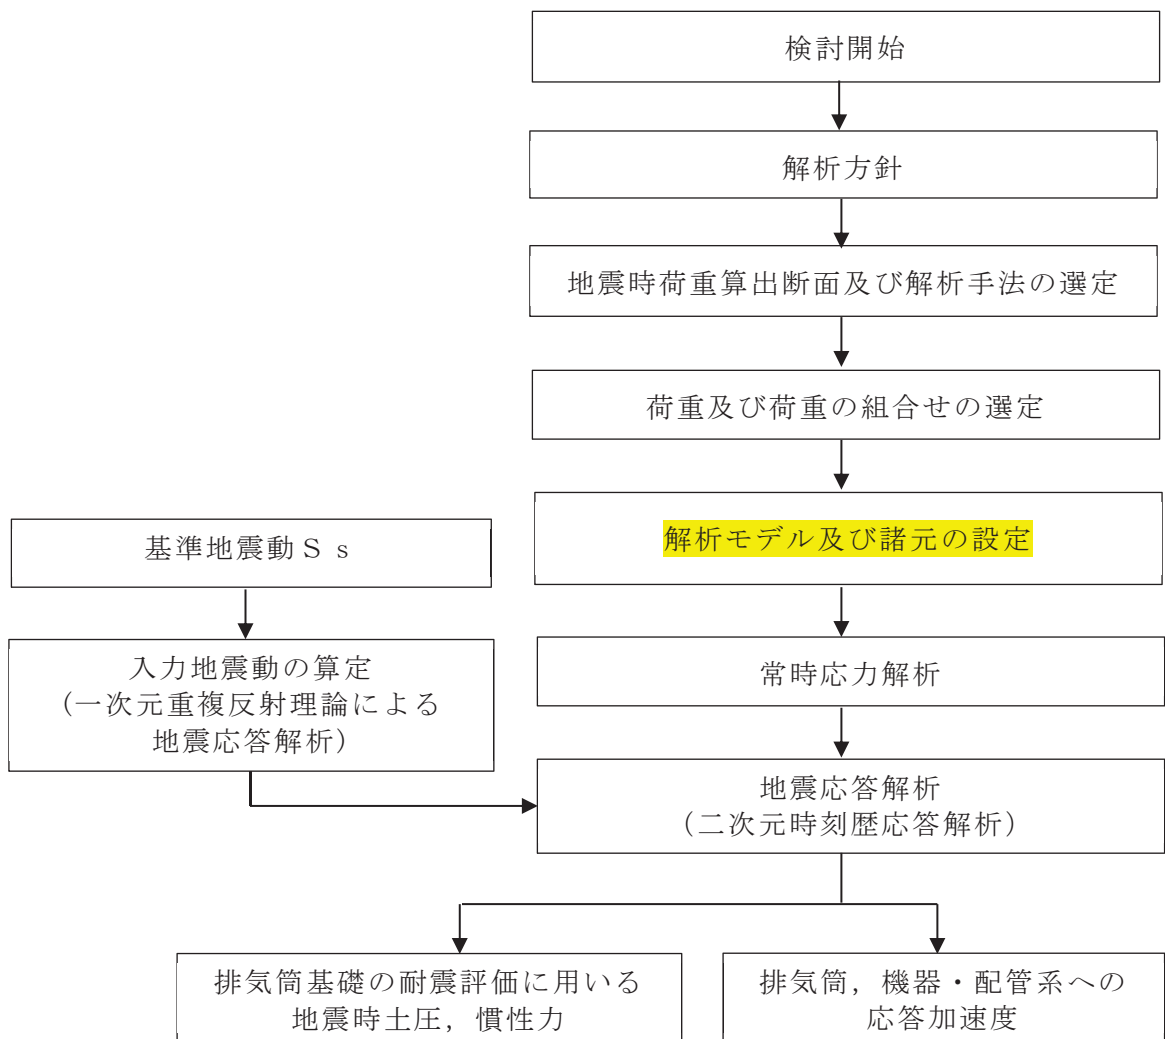 検討開始
解析方針
地震時荷重算出断面及び解析手法の選定
荷重及び荷重の組合せの選定
解析モデル及び諸元の設定
基準地震動Ｓｓ
入力地震動の算定
(一次元重複反射理論による
地震応答解析)
常時応力解析
地震応答解析
(二次元時刻歴応答解析)
排気筒基礎の耐震評価に用いる
地震時土圧，慣性力
排気筒，機器・配管系への
応答加速度